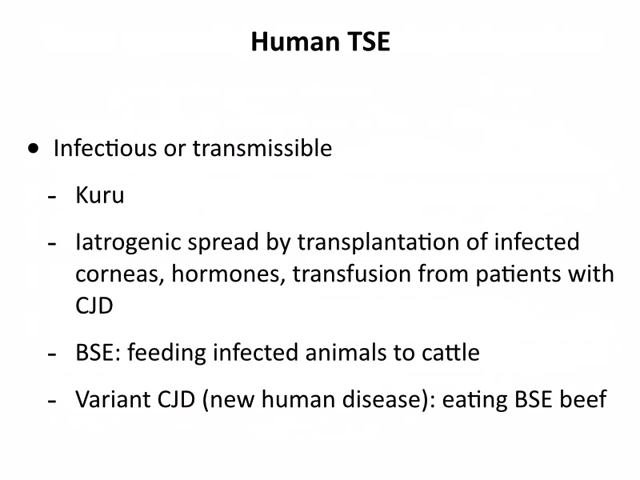 Human TSE
• Infectious or transmissible
- Kuru
- Iatrogenic spread by transplantation of infected
corneas, hormones, transfusion from patients with
CJD
- BSE: feeding infected animals to cattle
- Variant CJD (new human disease): eating BSE beef